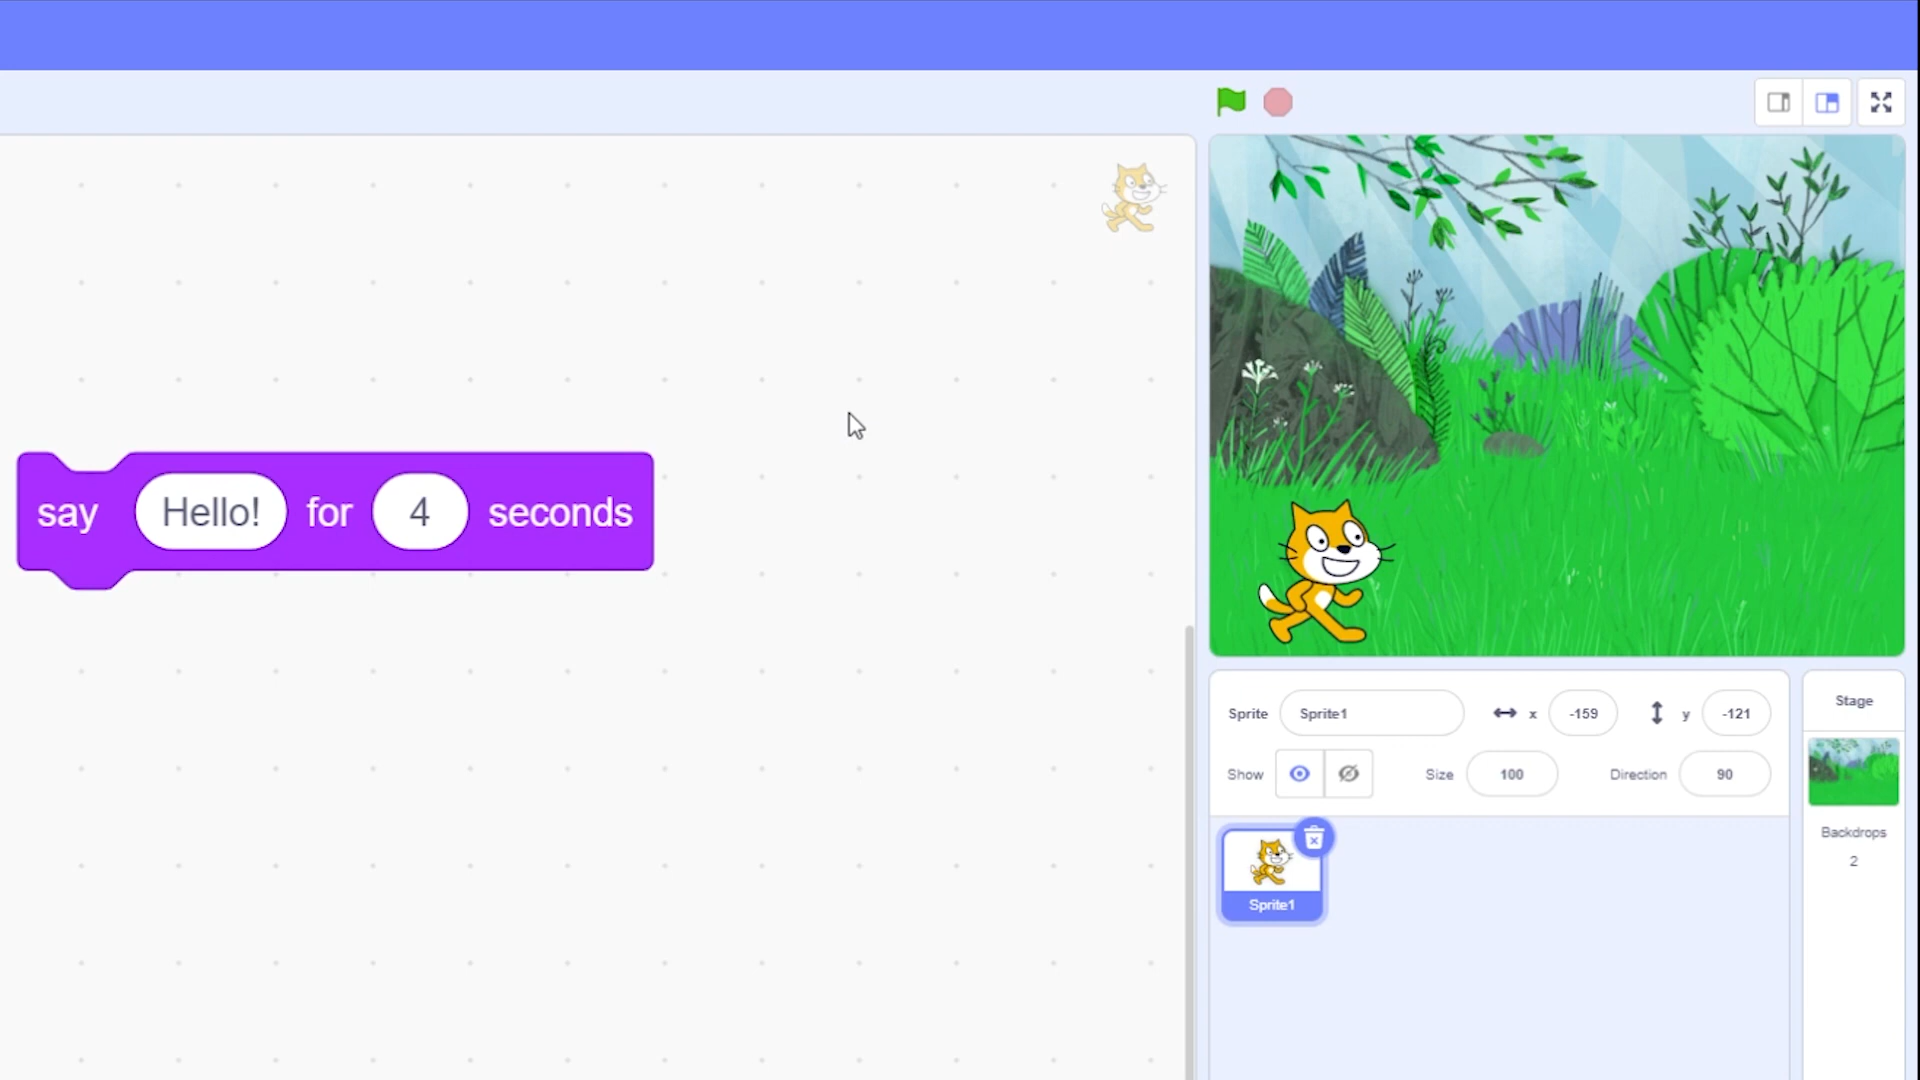 say Hello! for 4 seconds
Sprite Sprite1 x -159 y -121
Show Size 100 Direction 90
Sprite1
Stage
Backdrops
2